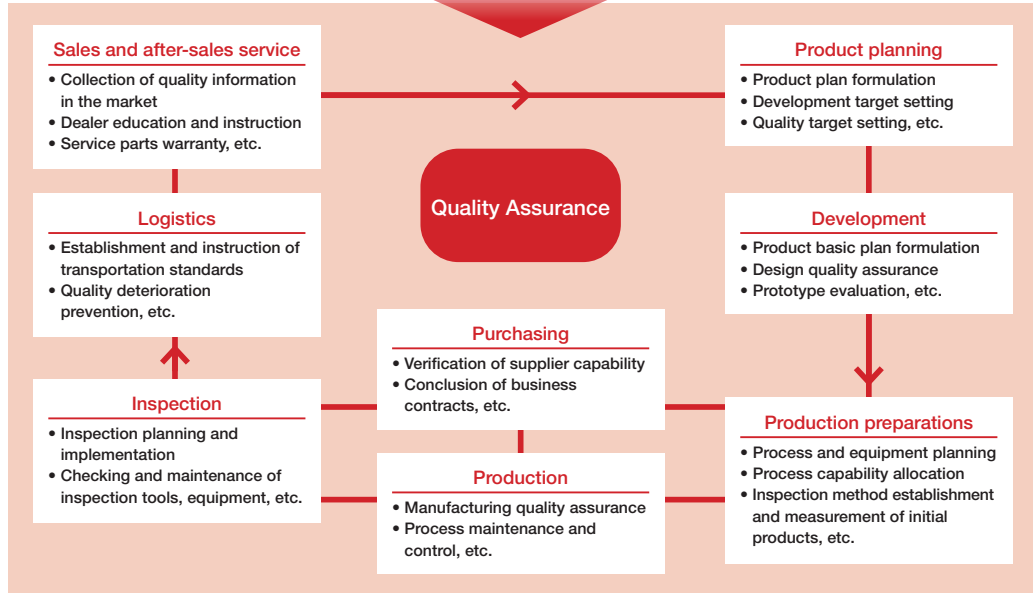 Sales and after-sales service
• Collection of quality information
in the market
• Dealer education and instruction
• Service parts warranty, etc.
Product planning
• Product plan formulation
• Development target setting
• Quality target setting, etc.
Quality Assurance
Logistics
• Establishment and instruction of
transportation standards
• Quality deterioration
prevention, etc.
Development
• Product basic plan formulation
• Design quality assurance
• Prototype evaluation, etc.
Purchasing
• Verification of supplier capability
• Conclusion of business
contracts, etc.
Inspection
• Inspection planning and
implementation
• Checking and maintenance of
inspection tools, equipment, etc.
Production preparations
• Process and equipment planning
• Process capability allocation
• Inspection method establishment
and measurement of initial
products, etc.
Production
• Manufacturing quality assurance
• Process maintenance and
control, etc.